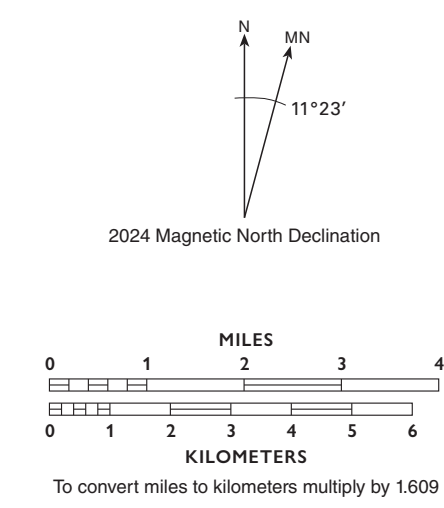 N
MN
11°23′
2024 Magnetic North Declination
MILES
0 1 2 3 4
0 1 2 3 4 5 6
KILOMETERS
To convert miles to kilometers multiply by 1.609